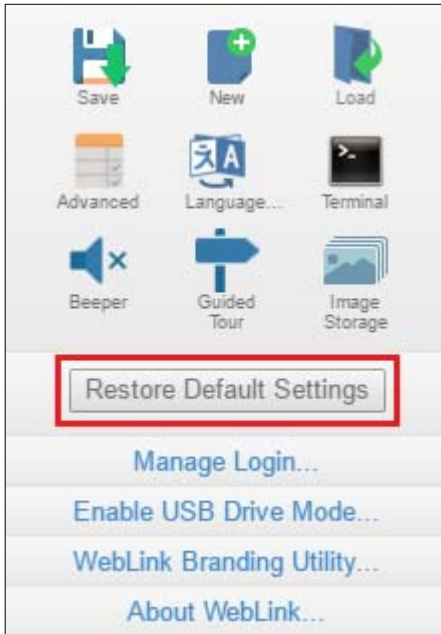 Save New Load
Advanced Language... Terminal
Beeper Guided Tour Image Storage
Restore Default Settings
Manage Login...
Enable USB Drive Mode...
WebLink Branding Utility...
About WebLink...